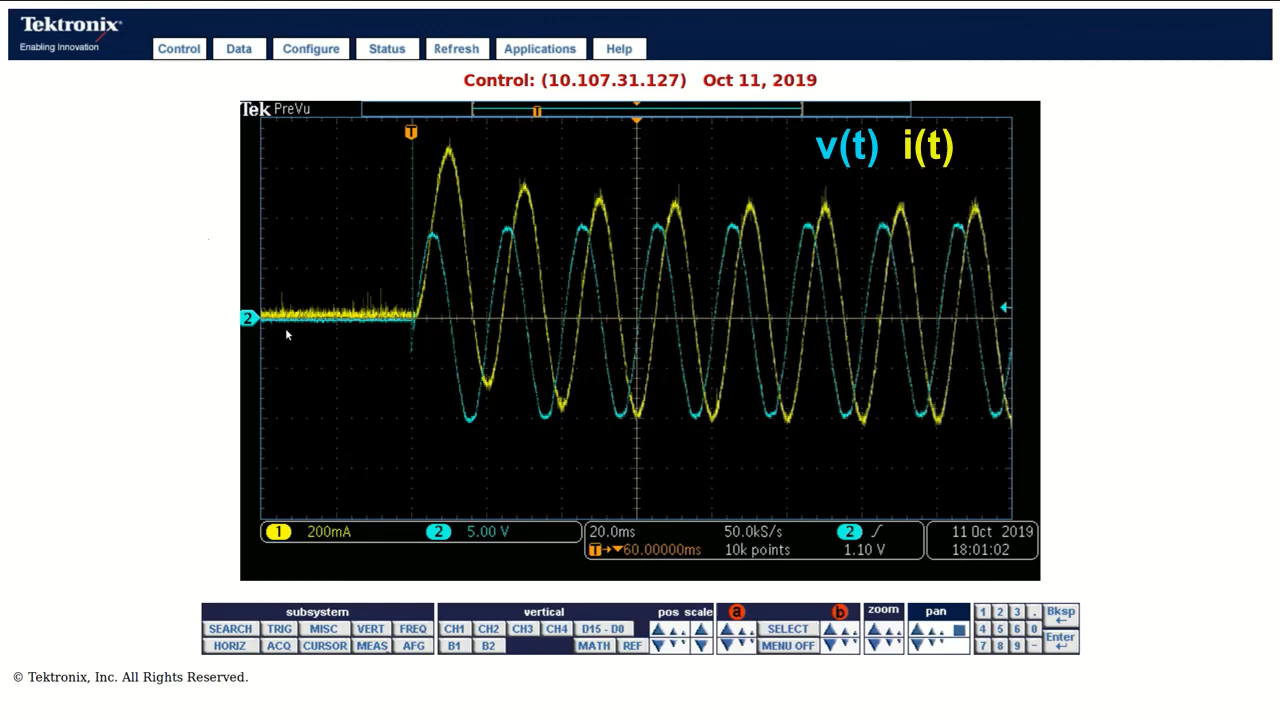 Tektronix
Enabling Innovation
Control Data Configure Status Refresh Applications Help
Control: (10.107.31.127) Oct 11, 2019
Tek PreVu
T
T
v(t) i(t)
2
1 200mA 2 5.00 V
20.0ms 50.0kS/s 2
T→▼60.00000ms 10k points 1.10 V
11 Oct 2019
18:01:02
subsystem vertical pos scale a b zoom pan
SEARCH TRIG MISC VERT FREQ CH1 CH2 CH3 CH4 D15 - D0 SELECT 1 2 3 . Bksp
HORIZ ACQ CURSOR MEAS AFG B1 B2 MATH REF MENU OFF 4 5 6 0 Enter
7 8 9 -
© Tektronix, Inc. All Rights Reserved.